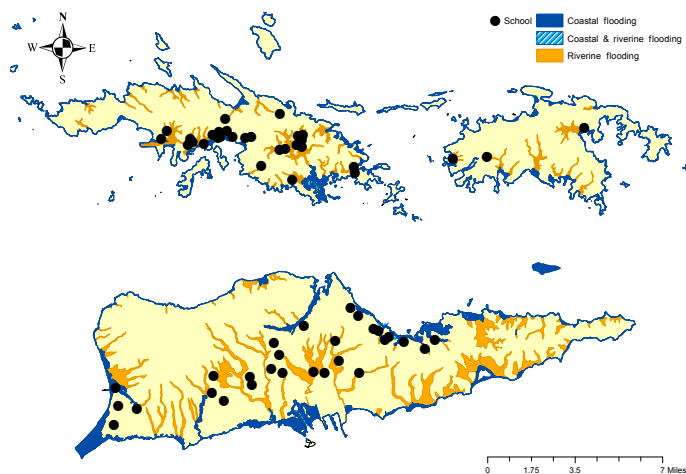 N
W E
S
School
Coastal flooding
Coastal & riverine flooding
Riverine flooding
0 1.75 3.5 7 Miles